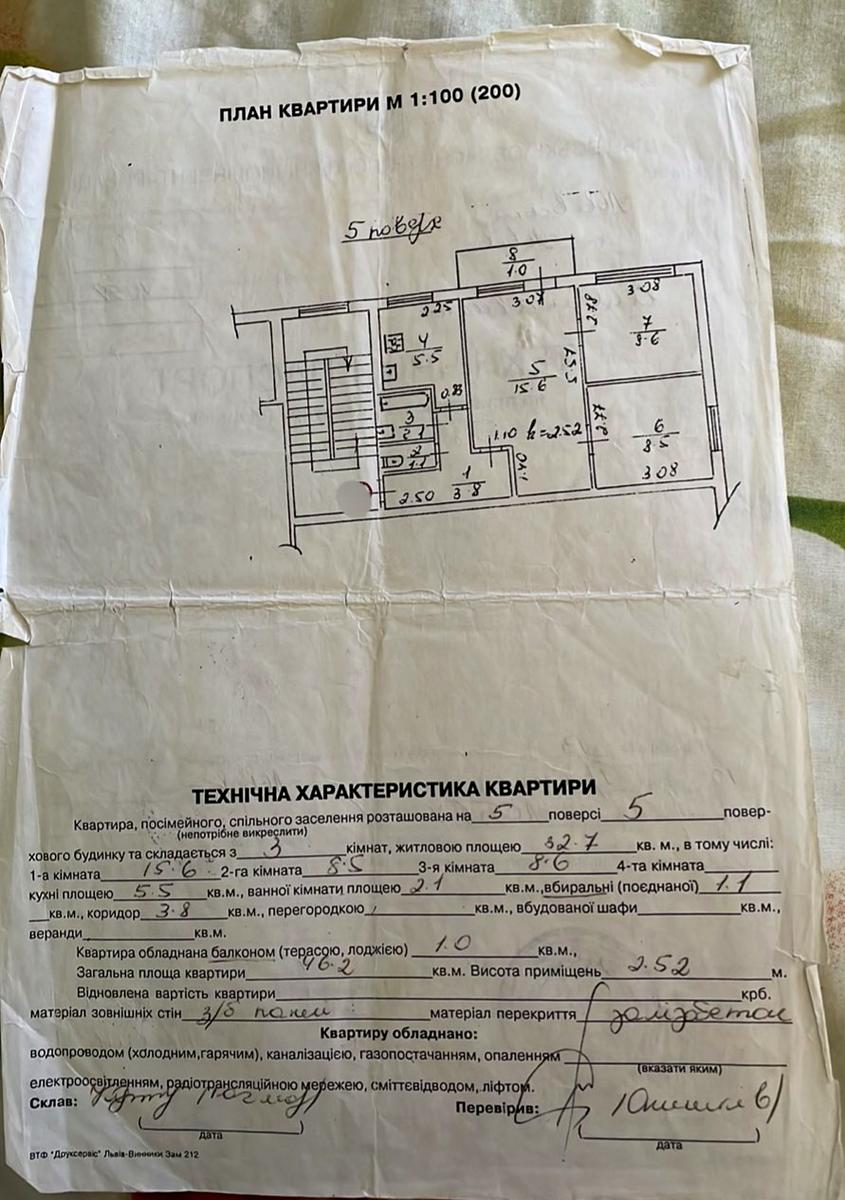 ПЛАН КВАРТИРИ М 1:100 (200)
5 поверх
8
1.0
2.25
3.07
3.08
2.78
7
8.6
4
5.5
5
15.6
5.57
0.83
3
2.1
2
1.1
1.10 h=2.52
2.77
6
8.5
3.08
1.40
2.50
1
3.8
ТЕХНІЧНА ХАРАКТЕРИСТИКА КВАРТИРИ
Квартира, посімейного, спільного заселення розташована на 5 поверсі 5 повер-
(непотрібне викреслити)
хового будинку та складається з 3 кімнат, житловою площею 32.7 кв. м., в тому числі:
1-а кімната 15.6 2-га кімната 8.5 3-я кімната 8.6 4-та кімната
кухні площею 5.5 кв.м., ванної кімнати площею 2.1 кв.м.,вбиральні (поєднаної) 1.1
кв.м., коридор 3.8 кв.м., перегородкою кв.м., вбудованої шафи кв.м.,
веранди кв.м.
Квартира обладнана балконом (терасою, лоджією) 1.0 кв.м.,
Загальна площа квартири 46.2 кв.м. Висота приміщень 2.52 м.
Відновлена вартість квартири крб.
матеріал зовнішніх стін з/б панелі матеріал перекриття залізбетон
Квартиру обладнано:
водопроводом (холодним,гарячим), каналізацією, газопостачанням, опаленням
(вказати яким)
електроосвітленням, радіотрансляційною мережею, сміттєвідводом, ліфтом.
Склав: Перевірив:
дата дата
ВТФ "Друксервіс" Львів-Винники Зам 212